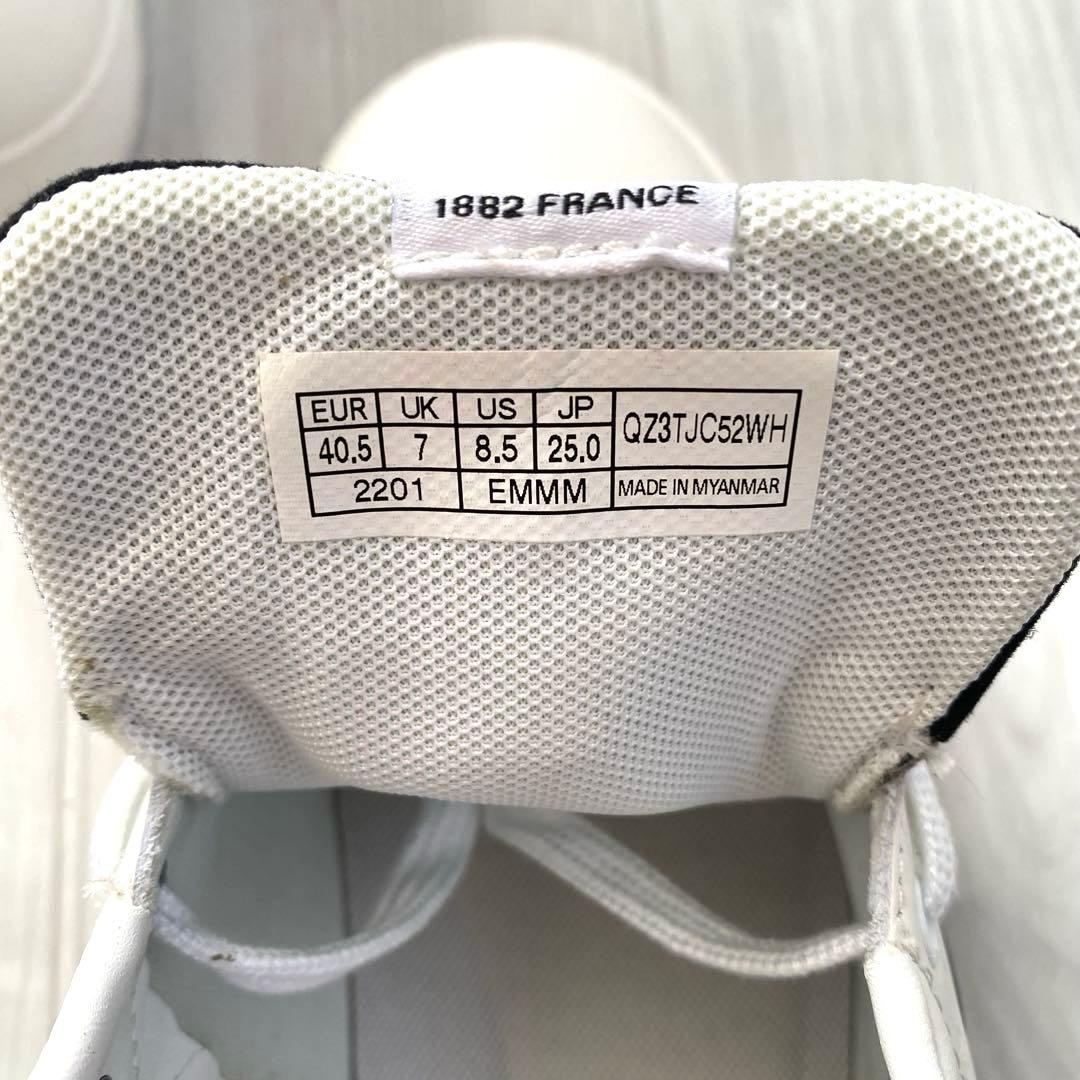 1882 FRANCE
EUR UK US JP QZ3TJC52WH
40.5 7 8.5 25.0
2201 EMMM MADE IN MYANMAR